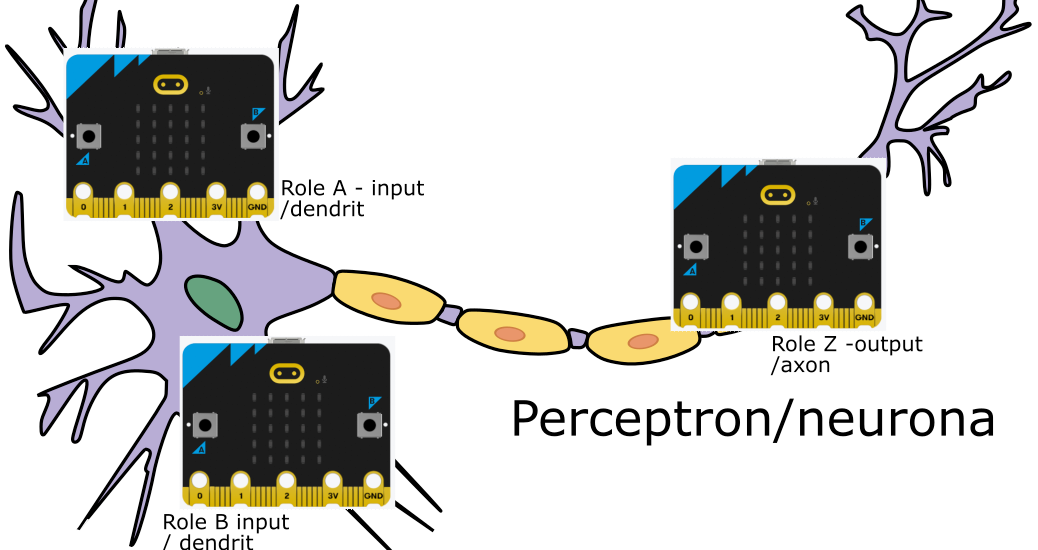 B
A
0 1 2 3V GND
Role A - input
/dendrit
B
A
0 1 2 3V GND
Role Z -output
/axon
Perceptron/neurona
B
A
0 1 2 3V GND
Role B input
/ dendrit